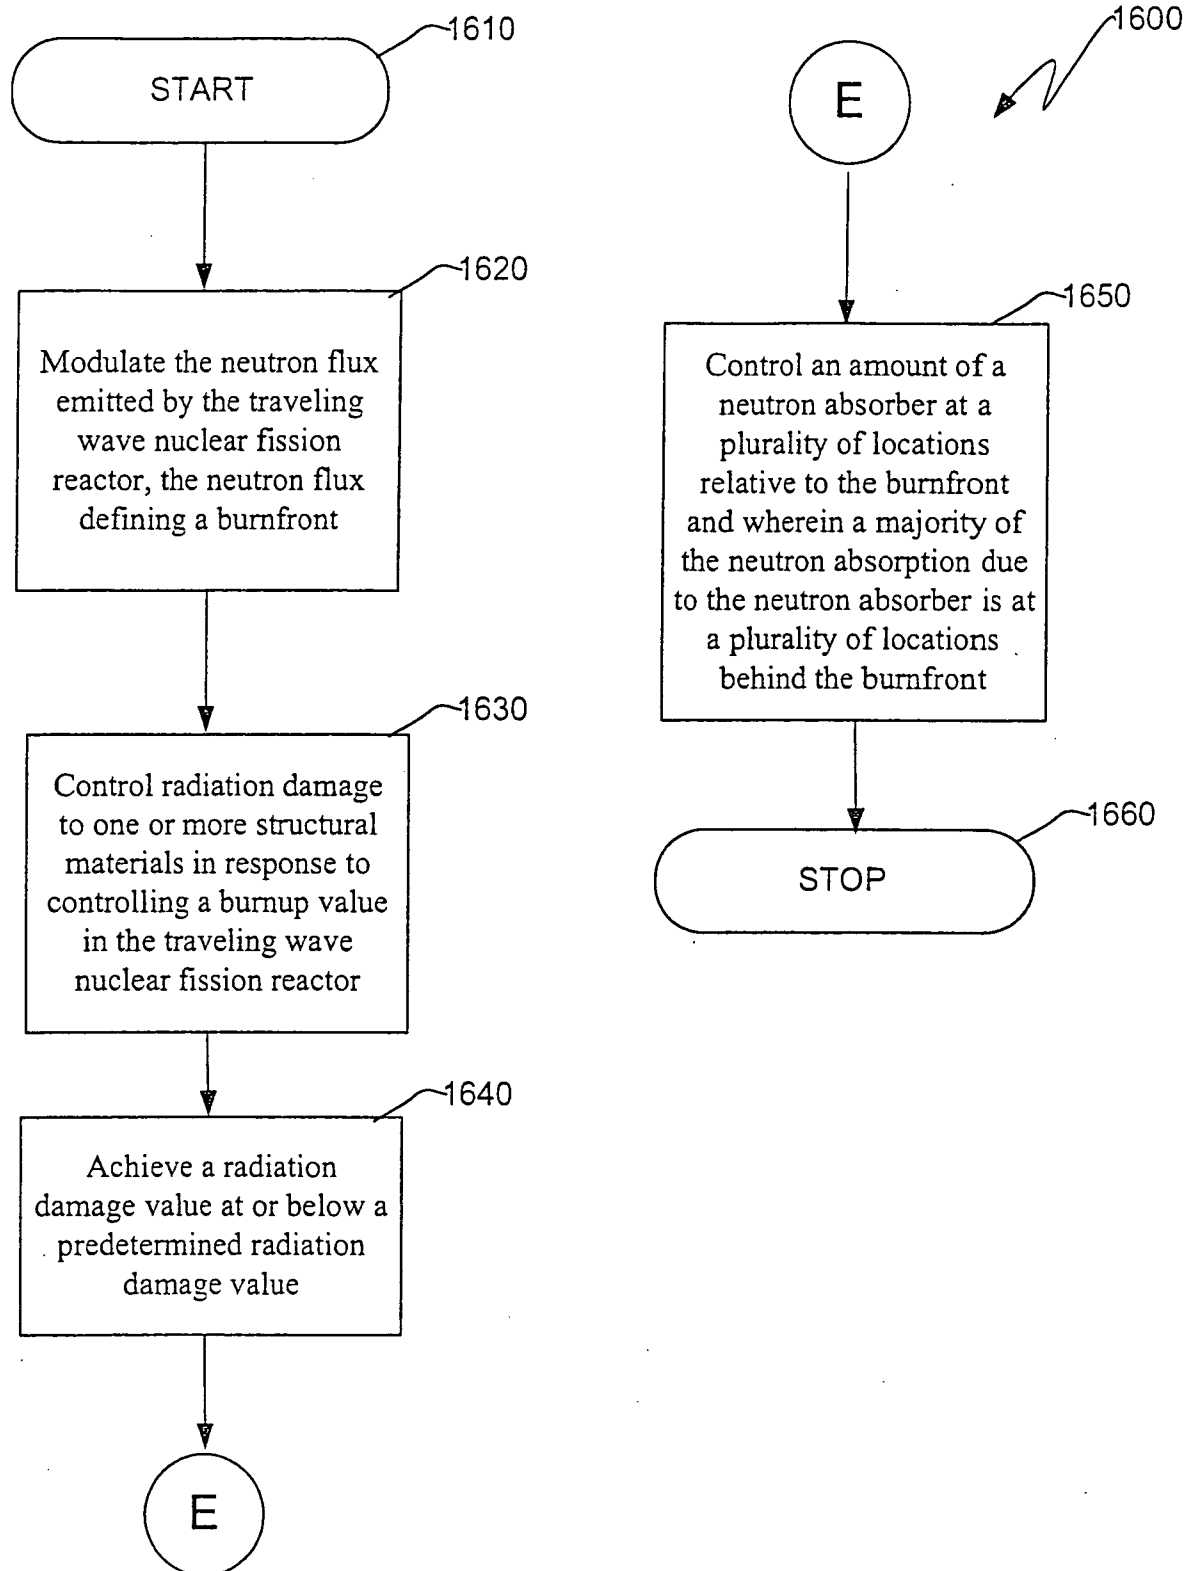 1610
START
1620
Modulate the neutron flux
emitted by the traveling
wave nuclear fission
reactor, the neutron flux
defining a burnfront
1630
Control radiation damage
to one or more structural
materials in response to
controlling a burnup value
in the traveling wave
nuclear fission reactor
1640
Achieve a radiation
damage value at or below a
predetermined radiation
damage value
E
1600
E
1650
Control an amount of a
neutron absorber at a
plurality of locations
relative to the burnfront
and wherein a majority of
the neutron absorption due
to the neutron absorber is at
a plurality of locations
behind the burnfront
1660
STOP